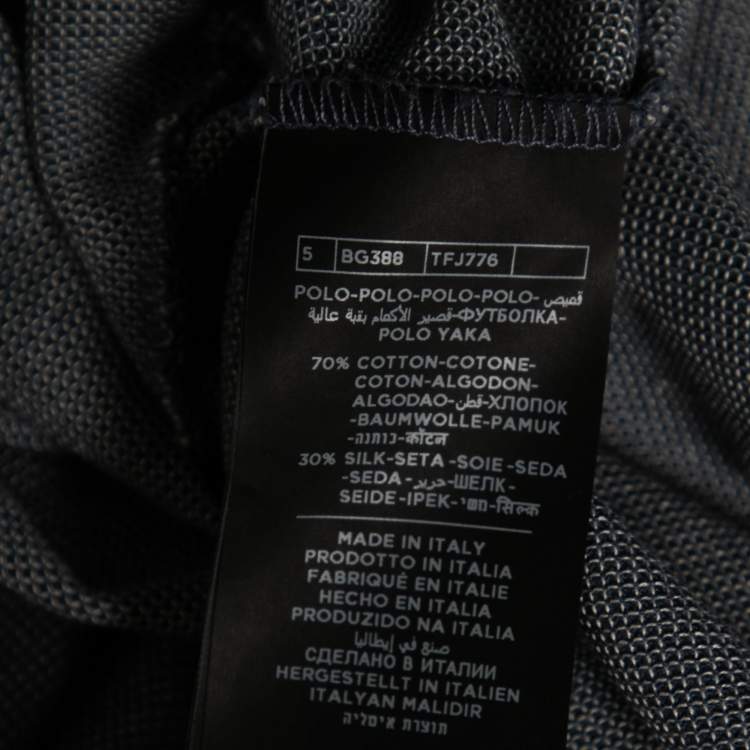 5 BG388 TFJ776
POLO-POLO-POLO-POLO-قميص
قصير الأكمام بقبة عالية-ФУТБОЛКА-
POLO YAKA
70% COTTON-COTONE-
COTON-ALGODON-
ALGODAO-قطن-ХЛОПОК
-BAUMWOLLE-PAMUK
-כותנה-कॉटन
30% SILK-SETA-SOIE-SEDA
-SEDA-حرير-ШЕЛК-
SEIDE-IPEK-משי-सिल्क
MADE IN ITALY
PRODOTTO IN ITALIA
FABRIQUÉ EN ITALIE
HECHO EN ITALIA
PRODUZIDO NA ITALIA
صنع في إيطاليا
СДЕЛАНО В ИТАЛИИ
HERGESTELLT IN ITALIEN
ITALYAN MALIDIR
תוצרת איטליה